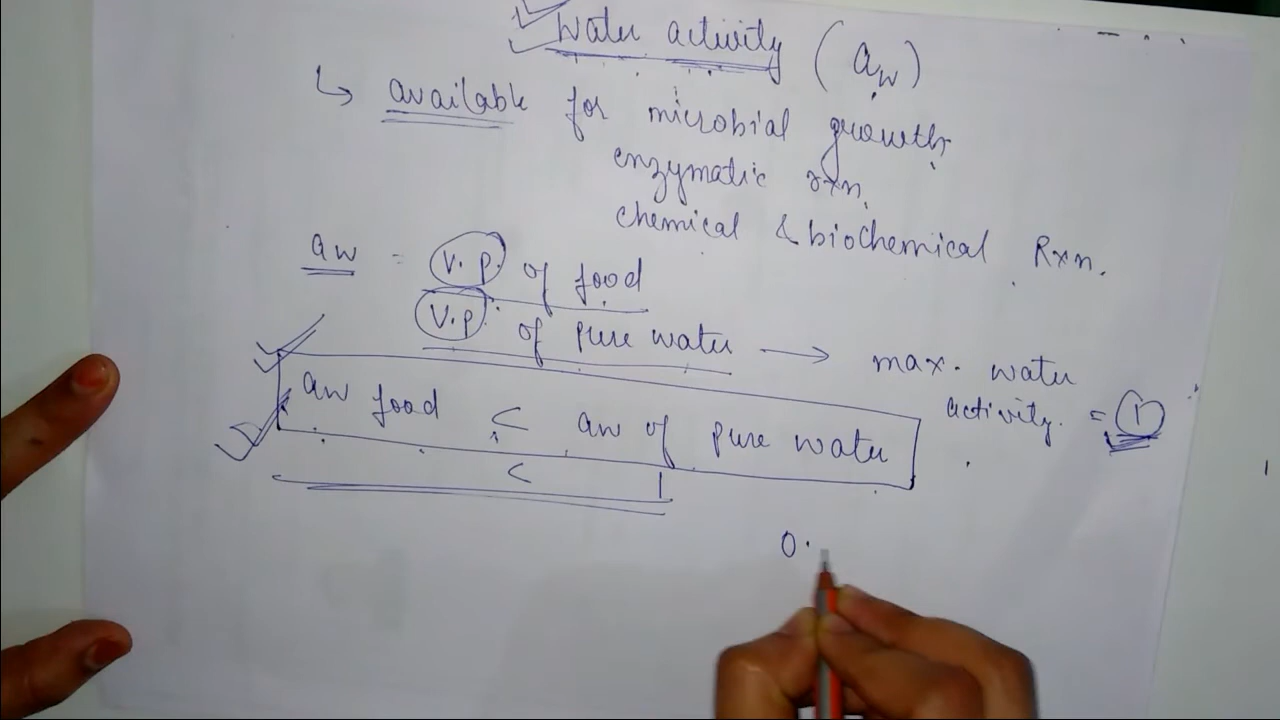 Water activity (aw)
↳ available for microbial growth
enzymatic rxn.
chemical & biochemical Rxn.
aw = V.p. of food
V.p. of pure water → max. water
activity. = 1
aw food < aw of pure water
<
0.